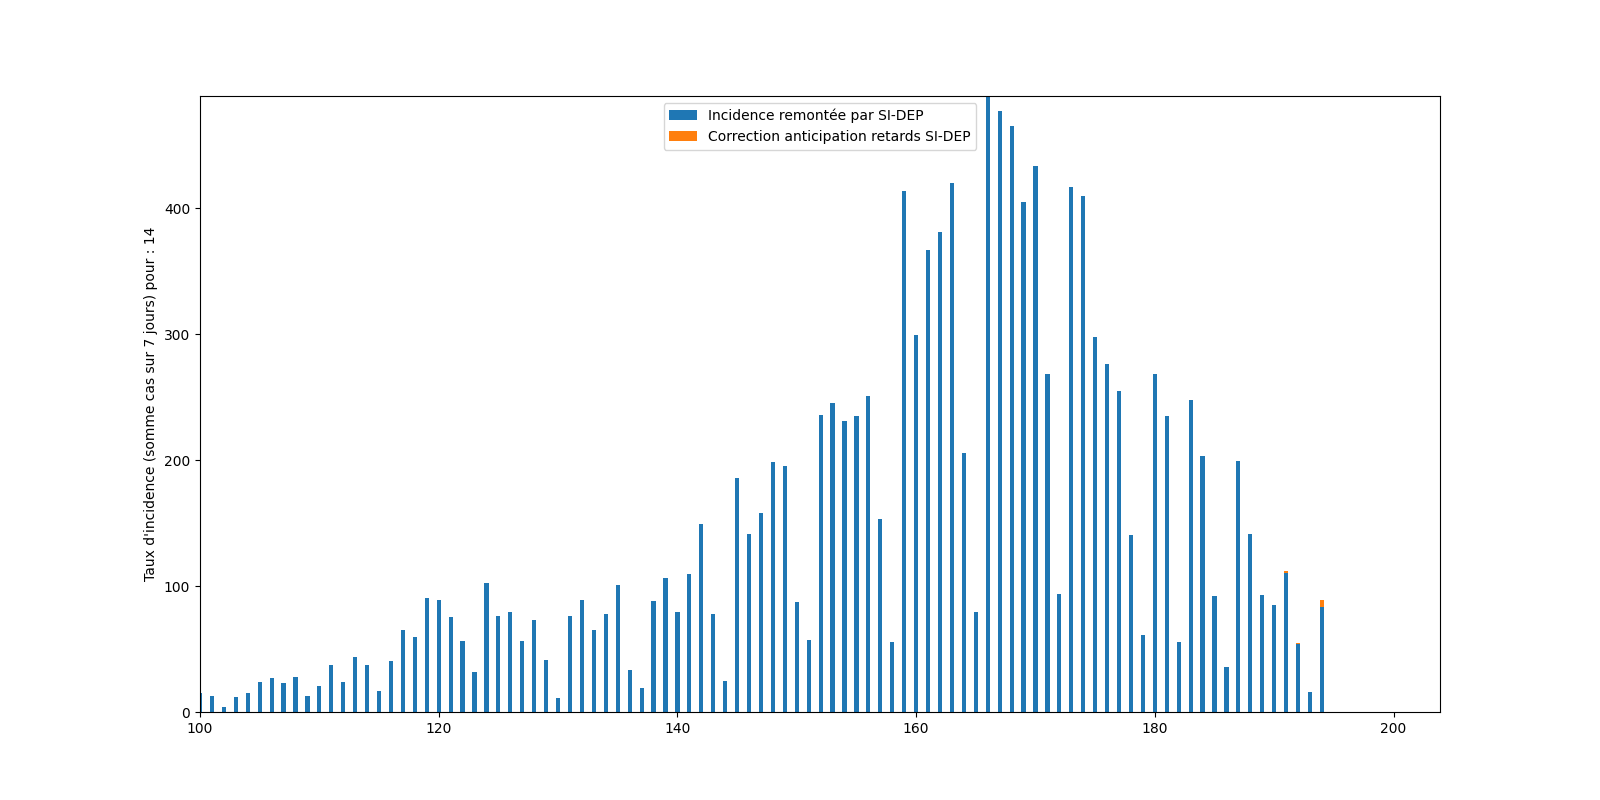 Incidence remontée par SI-DEP
Correction anticipation retards SI-DEP
Taux d'incidence (somme cas sur 7 jours) pour : 14
400
300
200
100
0
100 120 140 160 180 200